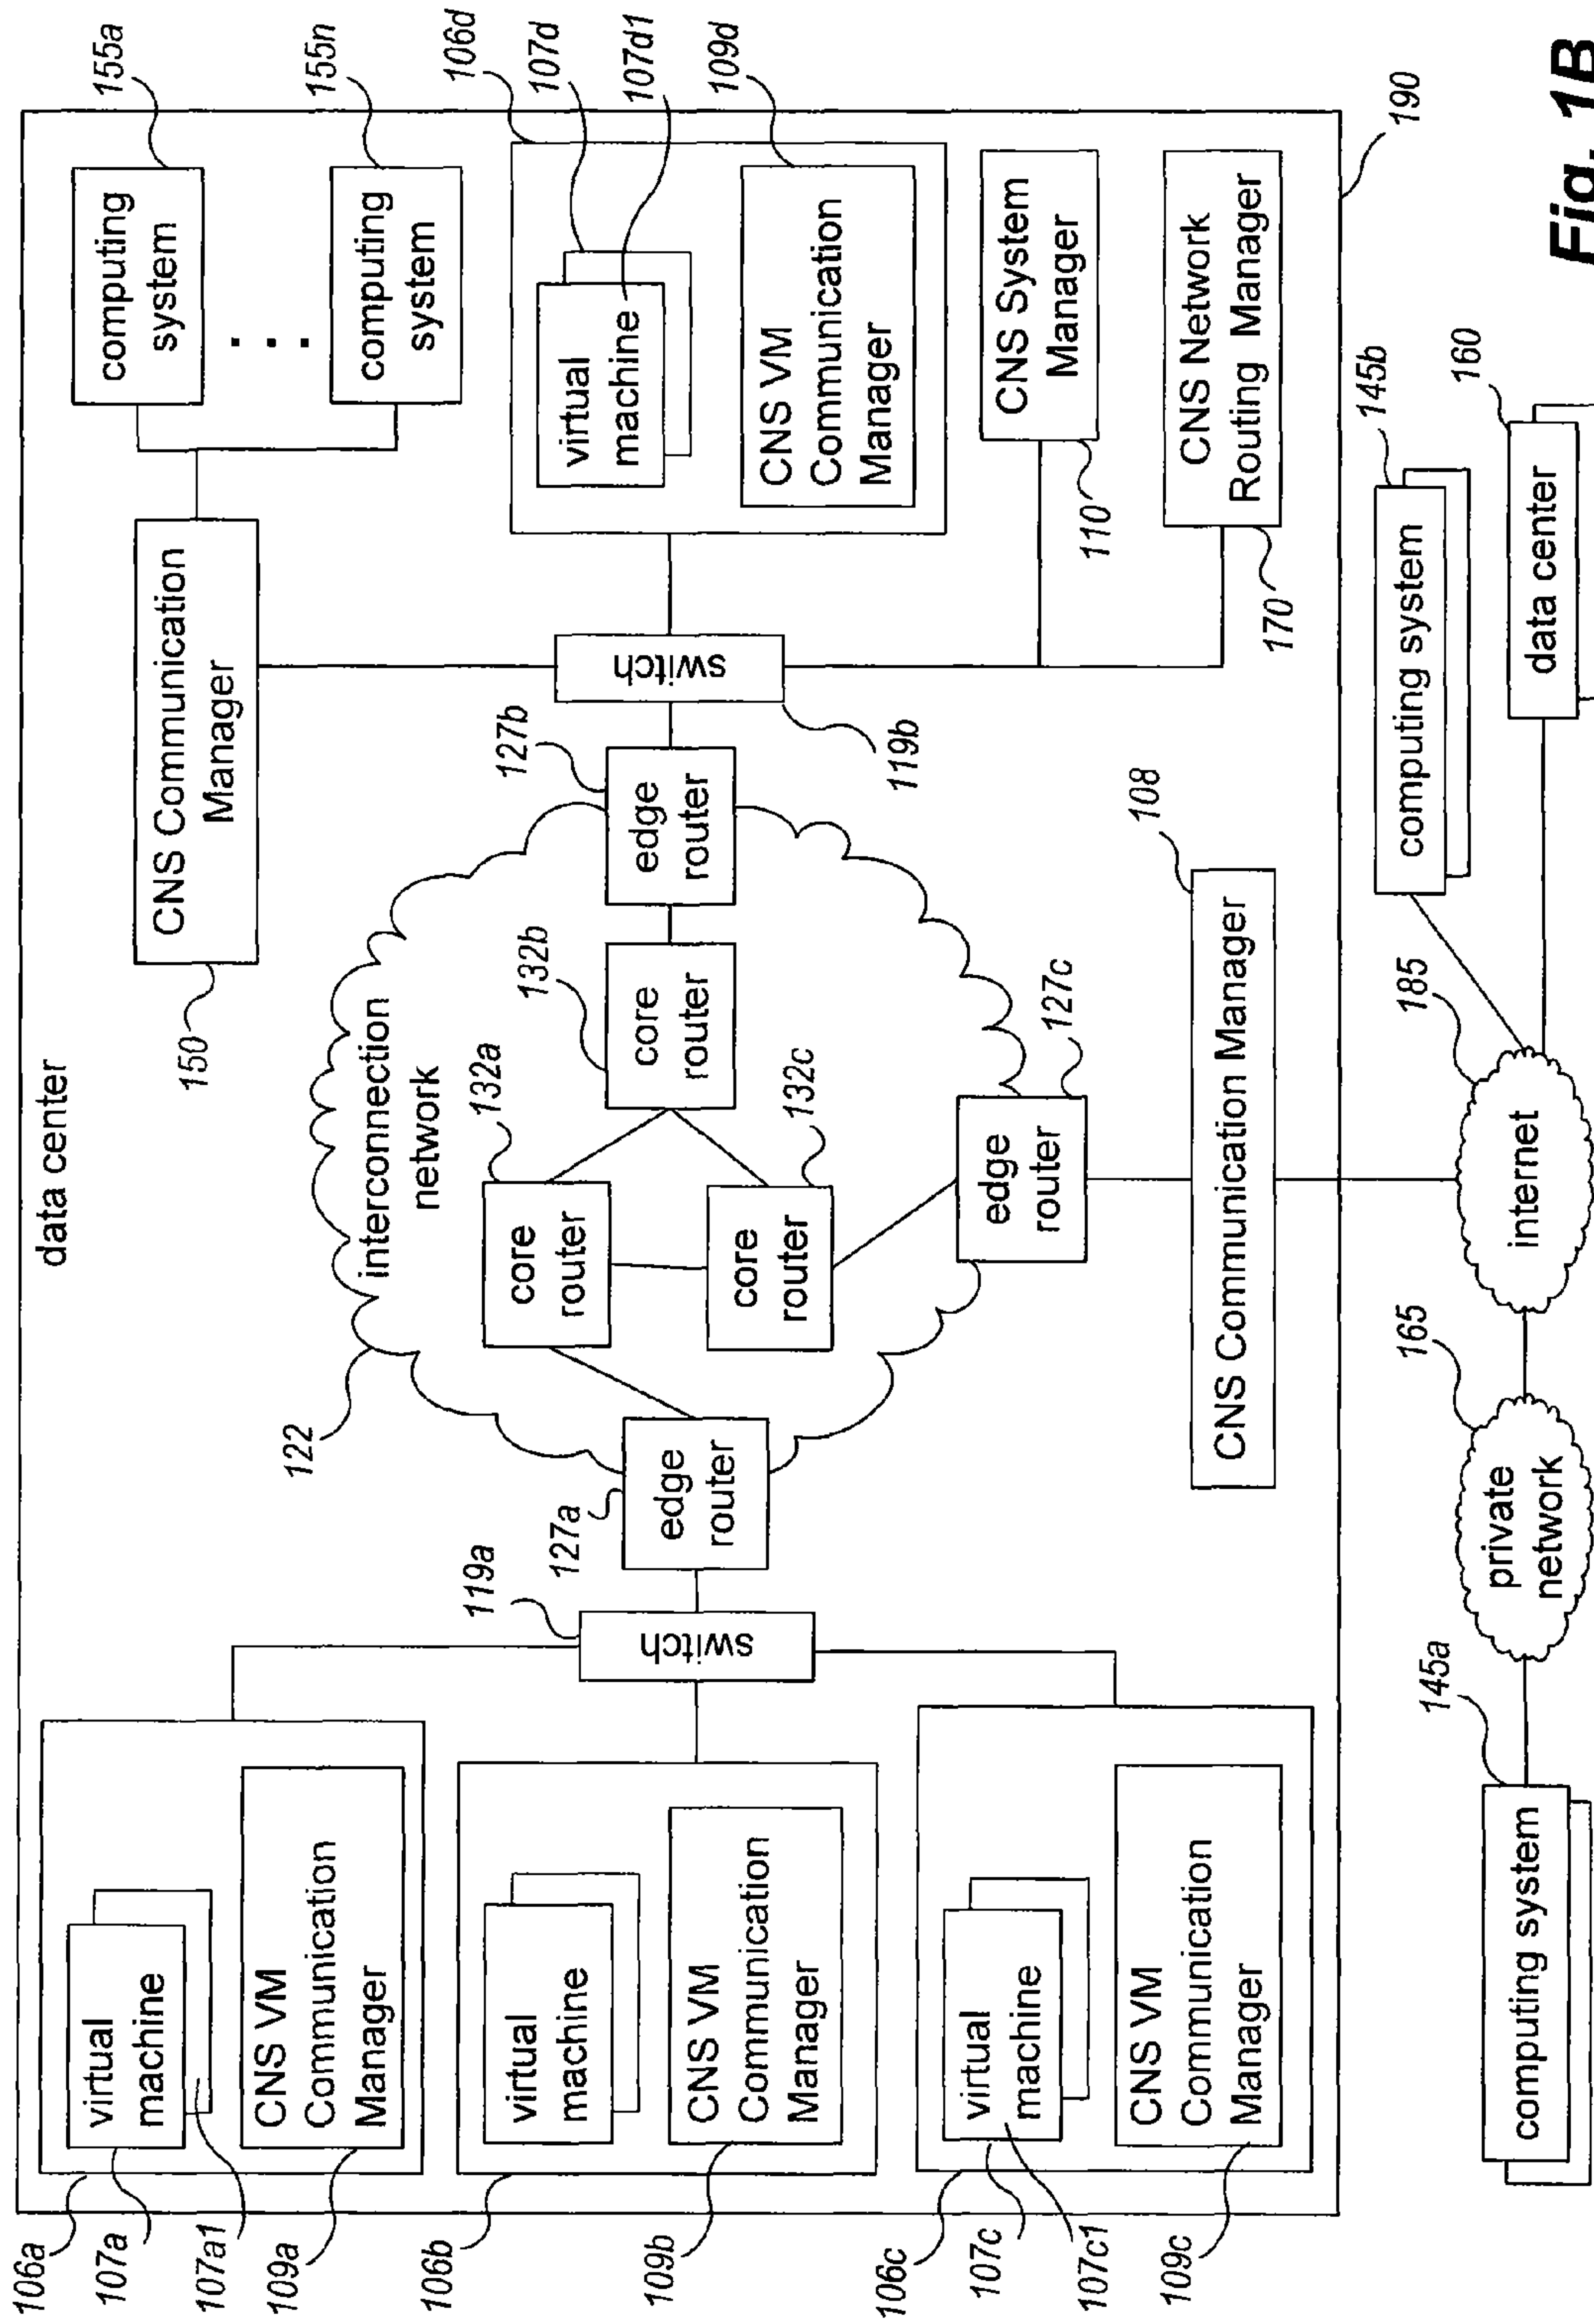 data center
106a
107a
107a1
109a
virtual
machine
CNS VM
Communication
Manager
106b
109b
virtual
machine
CNS VM
Communication
Manager
106c
107c
107c1
109c
virtual
machine
CNS VM
Communication
Manager
119a
switch
127a
edge
router
122
interconnection
network
132a
core
router
132b
core
router
132c
core
router
127b
edge
router
127c
edge
router
119b
switch
150
CNS Communication
Manager
155a
computing
system
155n
computing
system
106d
107d
107d1
109d
virtual
machine
CNS VM
Communication
Manager
110
CNS System
Manager
170
CNS Network
Routing Manager
108
CNS Communication Manager
190
145a
computing system
165
private
network
185
internet
145b
computing system
160
data center
Fig. 1B